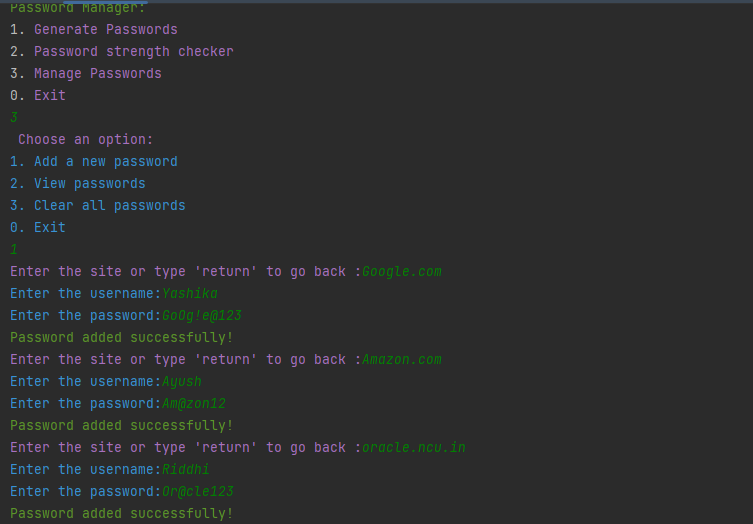 Password Manager:
1. Generate Passwords
2. Password strength checker
3. Manage Passwords
0. Exit
3
Choose an option:
1. Add a new password
2. View passwords
3. Clear all passwords
0. Exit
1
Enter the site or type 'return' to go back :Google.com
Enter the username:Yashika
Enter the password:GoOg!e@123
Password added successfully!
Enter the site or type 'return' to go back :Amazon.com
Enter the username:Ayush
Enter the password:Am@zon12
Password added successfully!
Enter the site or type 'return' to go back :oracle.ncu.in
Enter the username:Riddhi
Enter the password:Or@cle123
Password added successfully!